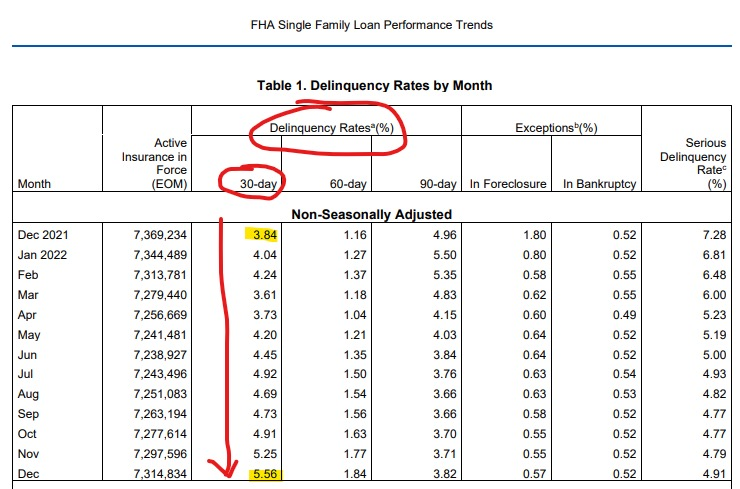 FHA Single Family Loan Performance Trends
Table 1. Delinquency Rates by Month
Delinquency Ratesᵃ(%) Exceptionsᵇ(%)
Month Active Insurance in Force (EOM) 30-day 60-day 90-day In Foreclosure In Bankruptcy Serious Delinquency Rateᶜ (%)
Non-Seasonally Adjusted
Dec 2021 7,369,234 3.84 1.16 4.96 1.80 0.52 7.28
Jan 2022 7,344,489 4.04 1.27 5.50 0.80 0.52 6.81
Feb 7,313,781 4.24 1.37 5.35 0.58 0.55 6.48
Mar 7,279,440 3.61 1.18 4.83 0.62 0.55 6.00
Apr 7,256,669 3.73 1.04 4.15 0.60 0.49 5.23
May 7,241,481 4.20 1.21 4.03 0.64 0.52 5.19
Jun 7,238,927 4.45 1.35 3.84 0.64 0.52 5.00
Jul 7,243,496 4.92 1.50 3.76 0.63 0.54 4.93
Aug 7,251,083 4.69 1.54 3.66 0.63 0.53 4.82
Sep 7,263,194 4.73 1.56 3.66 0.58 0.52 4.77
Oct 7,277,614 4.91 1.63 3.70 0.55 0.52 4.77
Nov 7,297,596 5.25 1.77 3.71 0.55 0.52 4.79
Dec 7,314,834 5.56 1.84 3.82 0.57 0.52 4.91